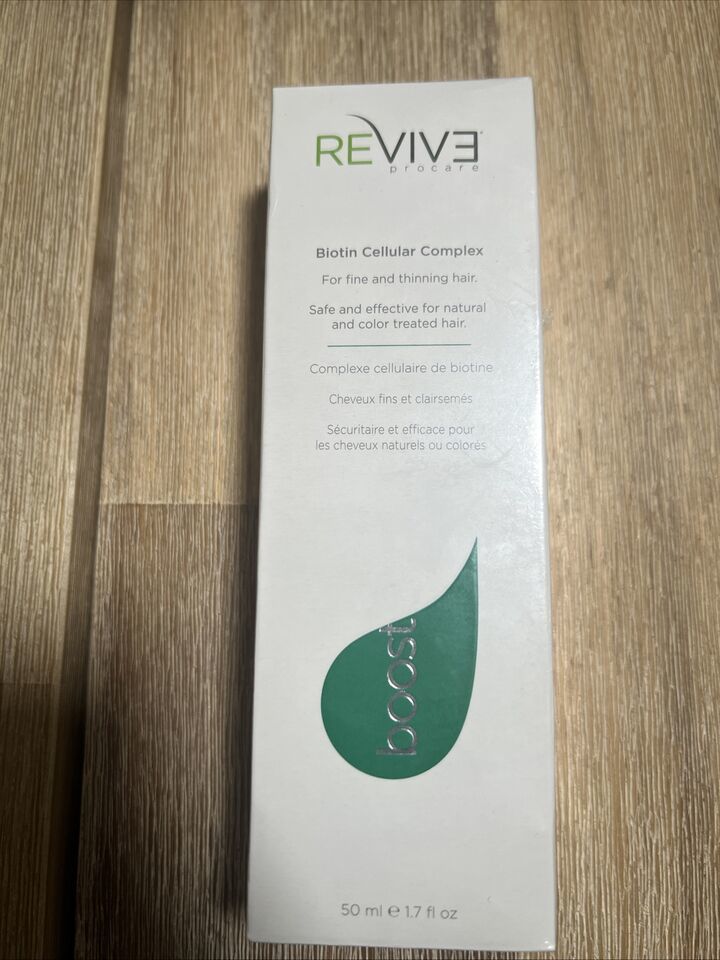 REVIVE
procare
Biotin Cellular Complex
For fine and thinning hair.
Safe and effective for natural
and color treated hair.
Complexe cellulaire de biotine
Cheveux fins et clairsemés
Sécuritaire et efficace pour
les cheveux naturels ou colorés
boost
50 ml e 1.7 fl oz